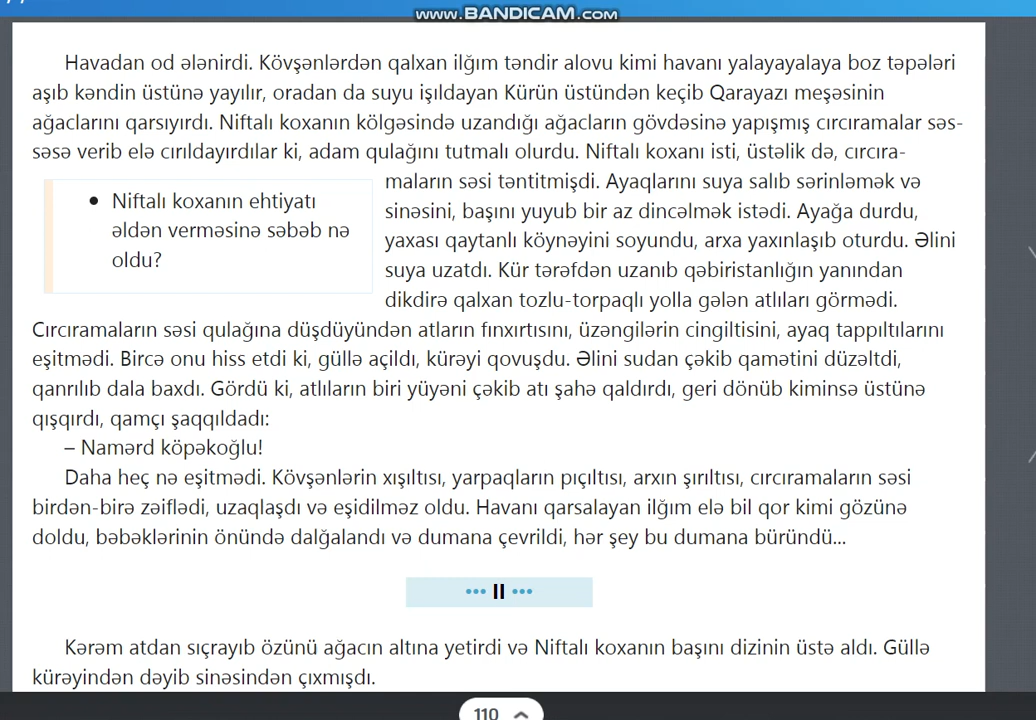 www.BANDICAM.com
Havadan od ələnirdi. Kövşənlərdən qalxan ilğım təndir alovu kimi havanı yalayayalaya boz təpələri
aşıb kəndin üstünə yayılır, oradan da suyu işıldayan Kürün üstündən keçib Qarayazı meşəsinin
ağaclarını qarsıyırdı. Niftalı koxanın kölgəsində uzandığı ağacların gövdəsinə yapışmış cırcıramalar səs-
səsə verib elə cırıldayırdılar ki, adam qulağını tutmalı olurdu. Niftalı koxanı isti, üstəlik də, cırcıra-
maların səsi təntitmişdi. Ayaqlarını suya salıb sərinləmək və
sinəsini, başını yuyub bir az dincəlmək istədi. Ayağa durdu,
yaxası qaytanlı köynəyini soyundu, arxa yaxınlaşıb oturdu. Əlini
suya uzatdı. Kür tərəfdən uzanıb qəbiristanlığın yanından
dikdirə qalxan tozlu-torpaqlı yolla gələn atlıları görmədi.
• Niftalı koxanın ehtiyatı
əldən verməsinə səbəb nə
oldu?
Cırcıramaların səsi qulağına düşdüyündən atların fınxırtısını, üzəngilərin cingiltisini, ayaq tappıltılarını
eşitmədi. Bircə onu hiss etdi ki, güllə açıldı, kürəyi qovuşdu. Əlini sudan çəkib qamətini düzəltdi,
qanrılıb dala baxdı. Gördü ki, atlıların biri yüyəni çəkib atı şahə qaldırdı, geri dönüb kiminsə üstünə
qışqırdı, qamçı şaqqıldadı:
– Namərd köpəkoğlu!
Daha heç nə eşitmədi. Kövşənlərin xışıltısı, yarpaqların pıçıltısı, arxın şırıltısı, cırcıramaların səsi
birdən-birə zəiflədi, uzaqlaşdı və eşidilməz oldu. Havanı qarsalayan ilğım elə bil qor kimi gözünə
doldu, bəbəklərinin önündə dalğalandı və dumana çevrildi, hər şey bu dumana büründü...
••• II •••
Kərəm atdan sıçrayıb özünü ağacın altına yetirdi və Niftalı koxanın başını dizinin üstə aldı. Güllə
kürəyindən dəyib sinəsindən çıxmışdı.
110